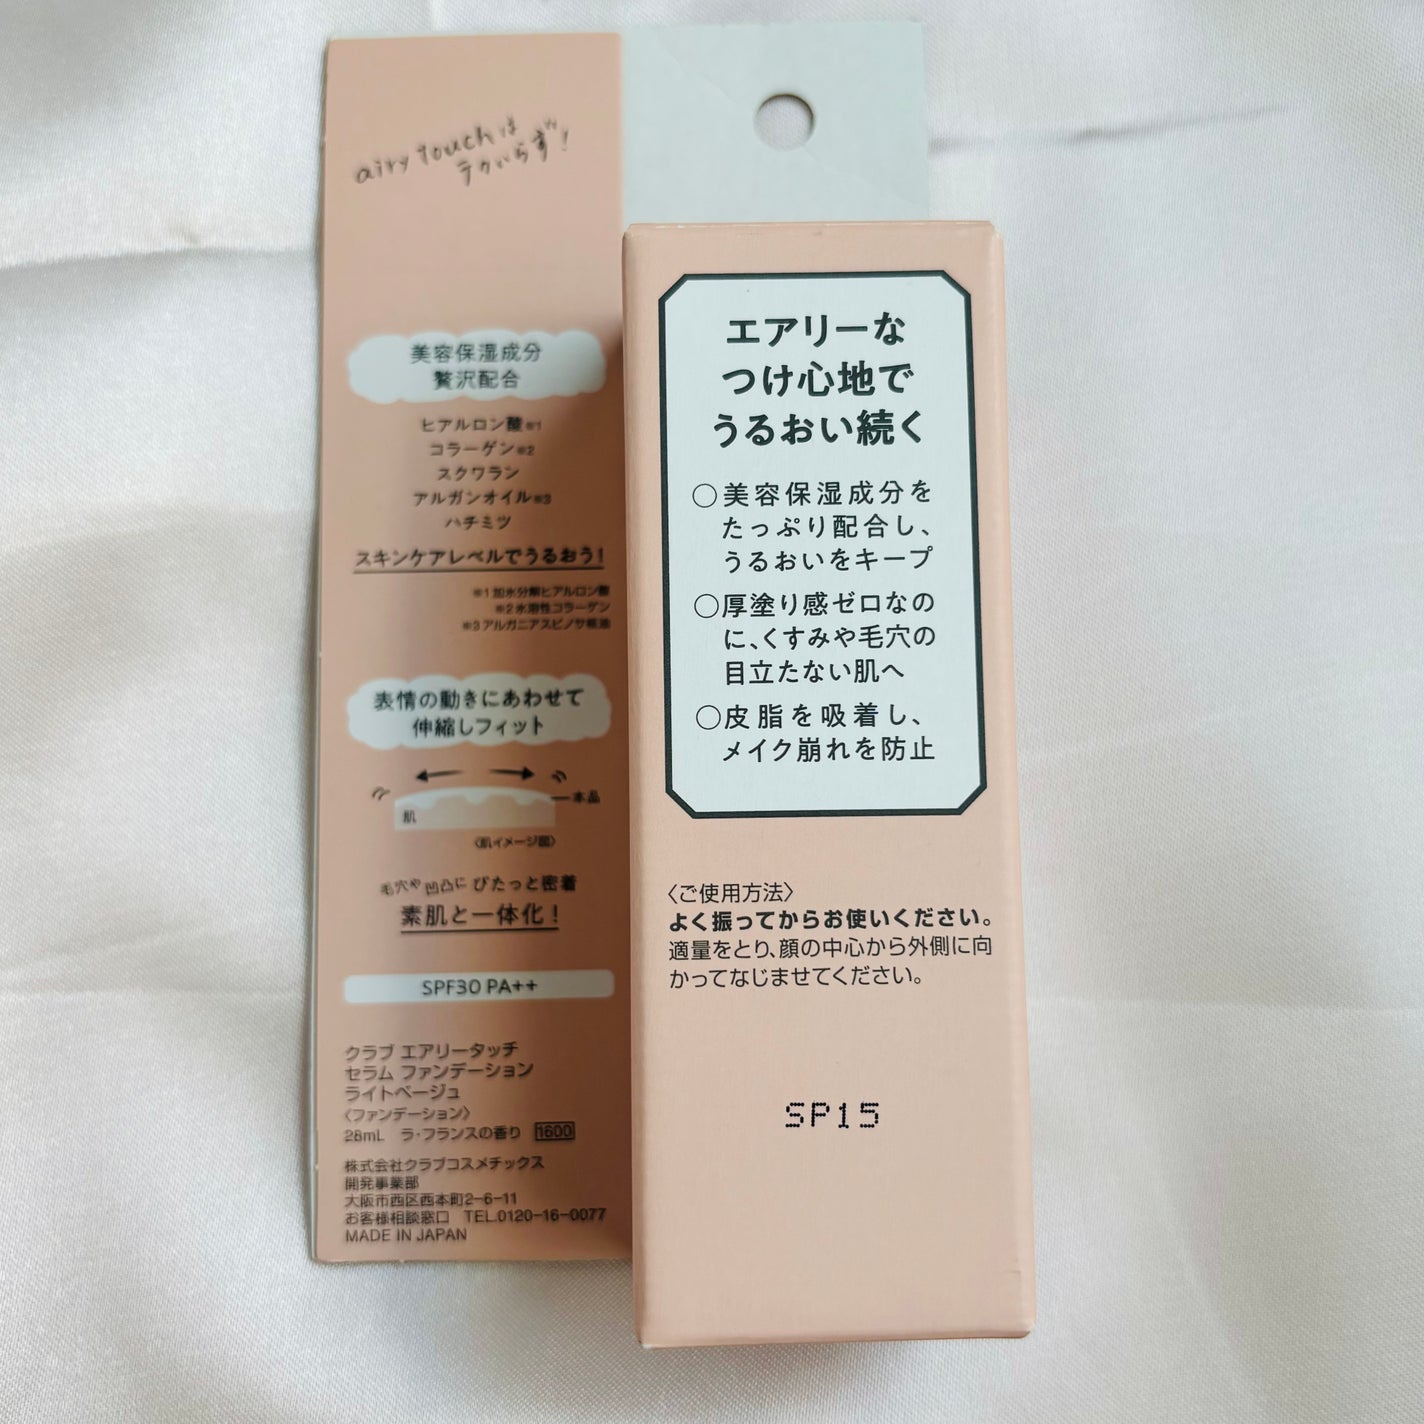 airy touchは
テクいらず!
美容保湿成分
贅沢配合
ヒアルロン酸※1
コラーゲン※2
スクワラン
アルガンオイル※3
ハチミツ
スキンケアレベルでうるおう!
※1 加水分解ヒアルロン酸
※2 水溶性コラーゲン
※3 アルガニアスピノサ核油
表情の動きにあわせて
伸縮しフィット
本品
肌
〈肌イメージ図〉
毛穴や凹凸にぴたっと密着
素肌と一体化!
SPF30 PA++
クラブ エアリータッチ
セラム ファンデーション
ライトベージュ
〈ファンデーション〉
28mL ラ・フランスの香り 1600
株式会社クラブコスメチックス
開発事業部
大阪市西区西本町2-6-11
お客様相談窓口 TEL.0120-16-0077
MADE IN JAPAN
エアリーな
つけ心地で
うるおい続く
○美容保湿成分を
たっぷり配合し、
うるおいをキープ
○厚塗り感ゼロなの
に、くすみや毛穴の
目立たない肌へ
○皮脂を吸着し、
メイク崩れを防止
〈ご使用方法〉
よく振ってからお使いください。
適量をとり、顔の中心から外側に向
かってなじませてください。
SP15